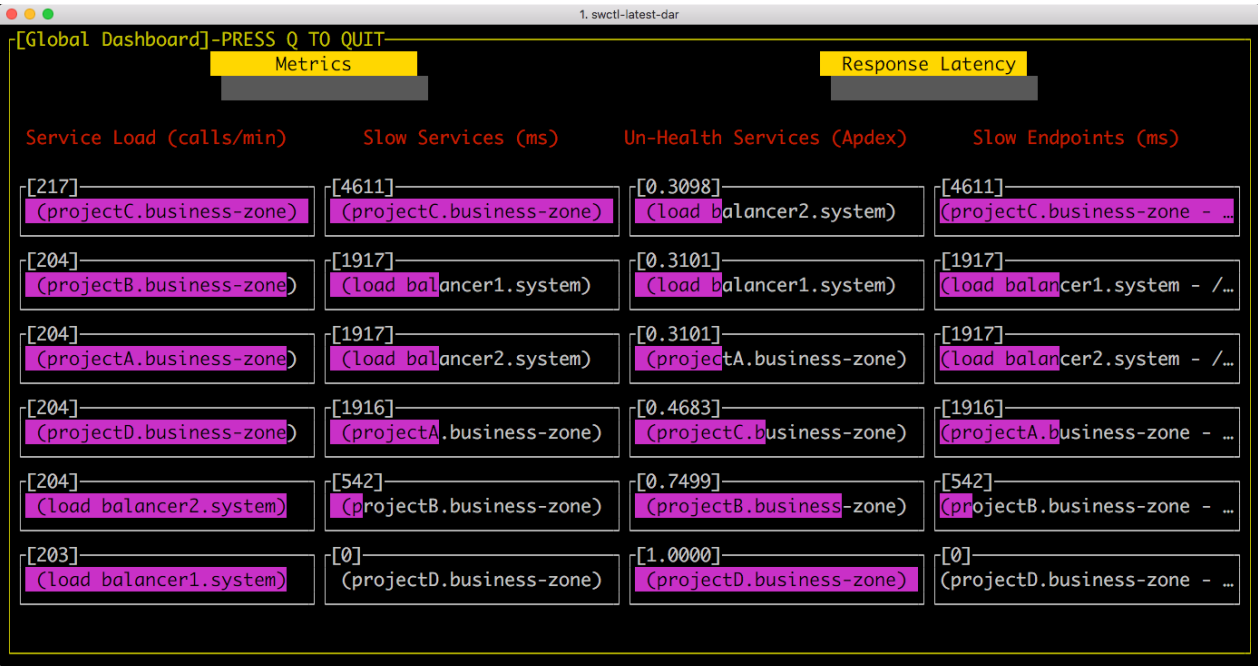 1. swctl-latest-dar
[Global Dashboard]-PRESS Q TO QUIT
Metrics Response Latency
Service Load (calls/min) Slow Services (ms) Un-Health Services (Apdex) Slow Endpoints (ms)
[217] [4611] [0.3098] [4611]
(projectC.business-zone) (projectC.business-zone) (load balancer2.system) (projectC.business-zone - …
[204] [1917] [0.3101] [1917]
(projectB.business-zone) (load balancer1.system) (load balancer1.system) (load balancer1.system - /…
[204] [1917] [0.3101] [1917]
(projectA.business-zone) (load balancer2.system) (projectA.business-zone) (load balancer2.system - /…
[204] [1916] [0.4683] [1916]
(projectD.business-zone) (projectA.business-zone) (projectC.business-zone) (projectA.business-zone - …
[204] [542] [0.7499] [542]
(load balancer2.system) (projectB.business-zone) (projectB.business-zone) (projectB.business-zone - …
[203] [0] [1.0000] [0]
(load balancer1.system) (projectD.business-zone) (projectD.business-zone) (projectD.business-zone - …